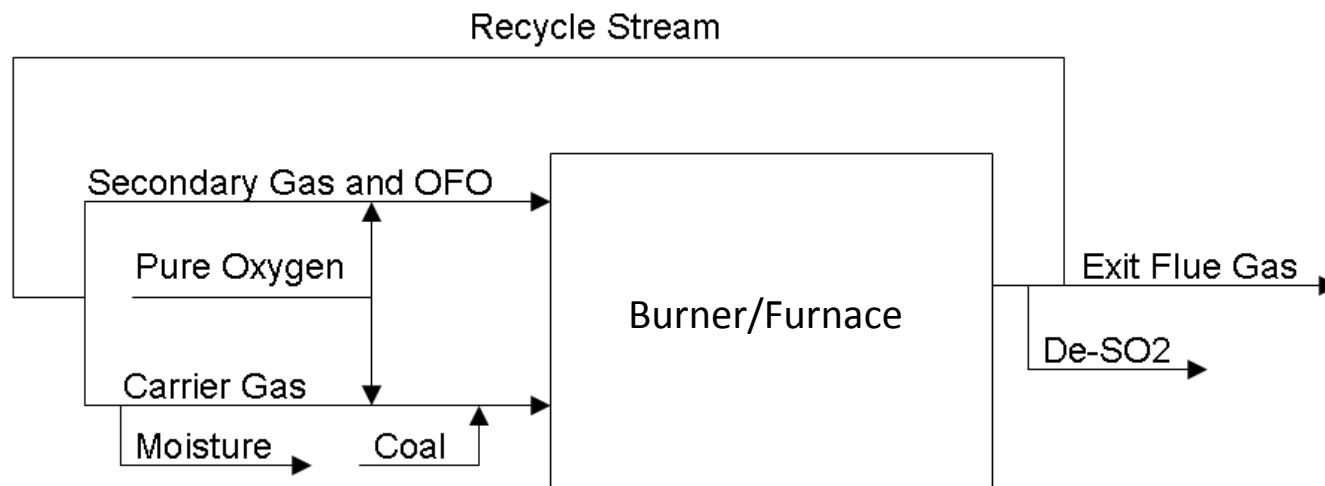 Recycle Stream
Secondary Gas and OFO
Pure Oxygen
Exit Flue Gas
Burner/Furnace
De-SO2
Carrier Gas
Moisture
Coal